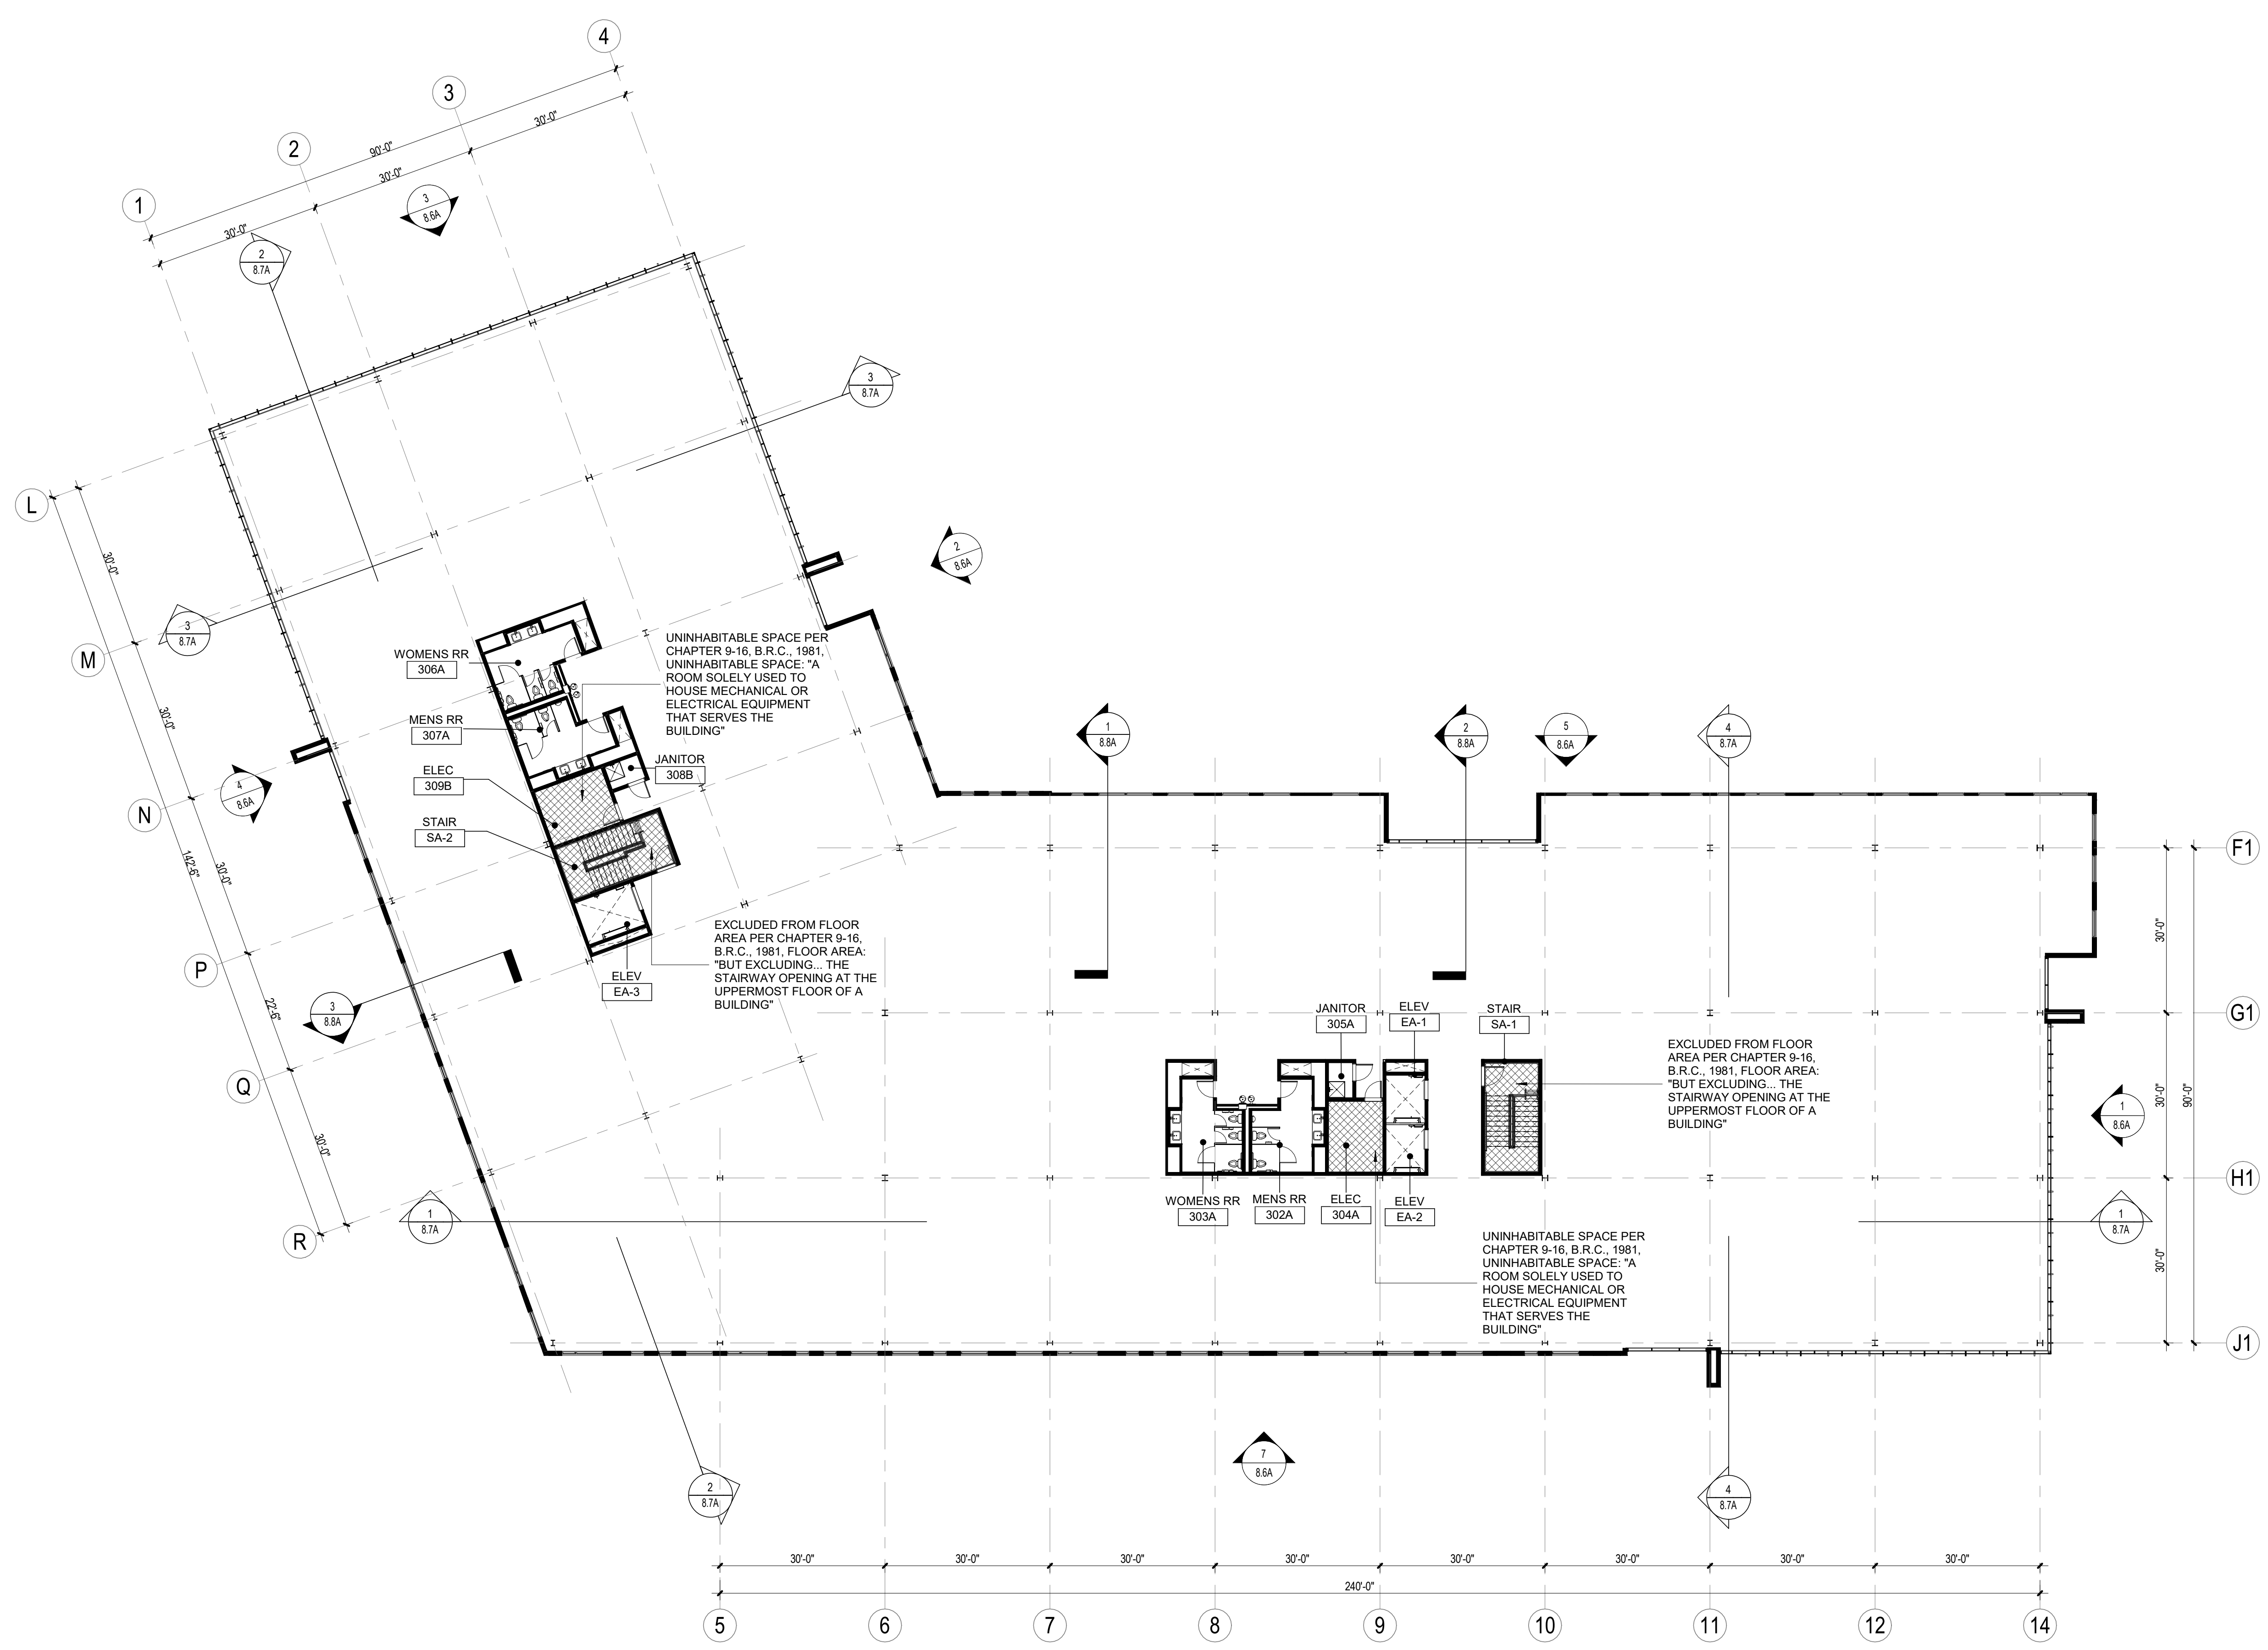 4
3
2
1
90'-0"
30'-0"
30'-0"
30'-0"
3
8.6A
2
8.7A
3
8.7A
L
M
N
P
Q
R
30'-0"
30'-0"
30'-0"
22'-6"
30'-0"
142'-6"
3
8.7A
2
8.6A
4
8.6A
3
8.8A
WOMENS RR
306A
MENS RR
307A
ELEC
309B
STAIR
SA-2
JANITOR
308B
ELEV
EA-3
UNINHABITABLE SPACE PER
CHAPTER 9-16, B.R.C., 1981,
UNINHABITABLE SPACE: "A
ROOM SOLELY USED TO
HOUSE MECHANICAL OR
ELECTRICAL EQUIPMENT
THAT SERVES THE
BUILDING"
EXCLUDED FROM FLOOR
AREA PER CHAPTER 9-16,
B.R.C., 1981, FLOOR AREA:
"BUT EXCLUDING... THE
STAIRWAY OPENING AT THE
UPPERMOST FLOOR OF A
BUILDING"
1
8.8A
2
8.8A
5
8.6A
4
8.7A
F1
G1
H1
J1
30'-0"
30'-0"
30'-0"
90'-0"
JANITOR
305A
ELEV
EA-1
STAIR
SA-1
EXCLUDED FROM FLOOR
AREA PER CHAPTER 9-16,
B.R.C., 1981, FLOOR AREA:
"BUT EXCLUDING... THE
STAIRWAY OPENING AT THE
UPPERMOST FLOOR OF A
BUILDING"
1
8.6A
WOMENS RR
303A
MENS RR
302A
ELEC
304A
ELEV
EA-2
1
8.7A
1
8.7A
UNINHABITABLE SPACE PER
CHAPTER 9-16, B.R.C., 1981,
UNINHABITABLE SPACE: "A
ROOM SOLELY USED TO
HOUSE MECHANICAL OR
ELECTRICAL EQUIPMENT
THAT SERVES THE
BUILDING"
7
8.6A
2
8.7A
4
8.7A
30'-0"
30'-0"
30'-0"
30'-0"
30'-0"
30'-0"
30'-0"
30'-0"
240'-0"
5
6
7
8
9
10
11
12
14